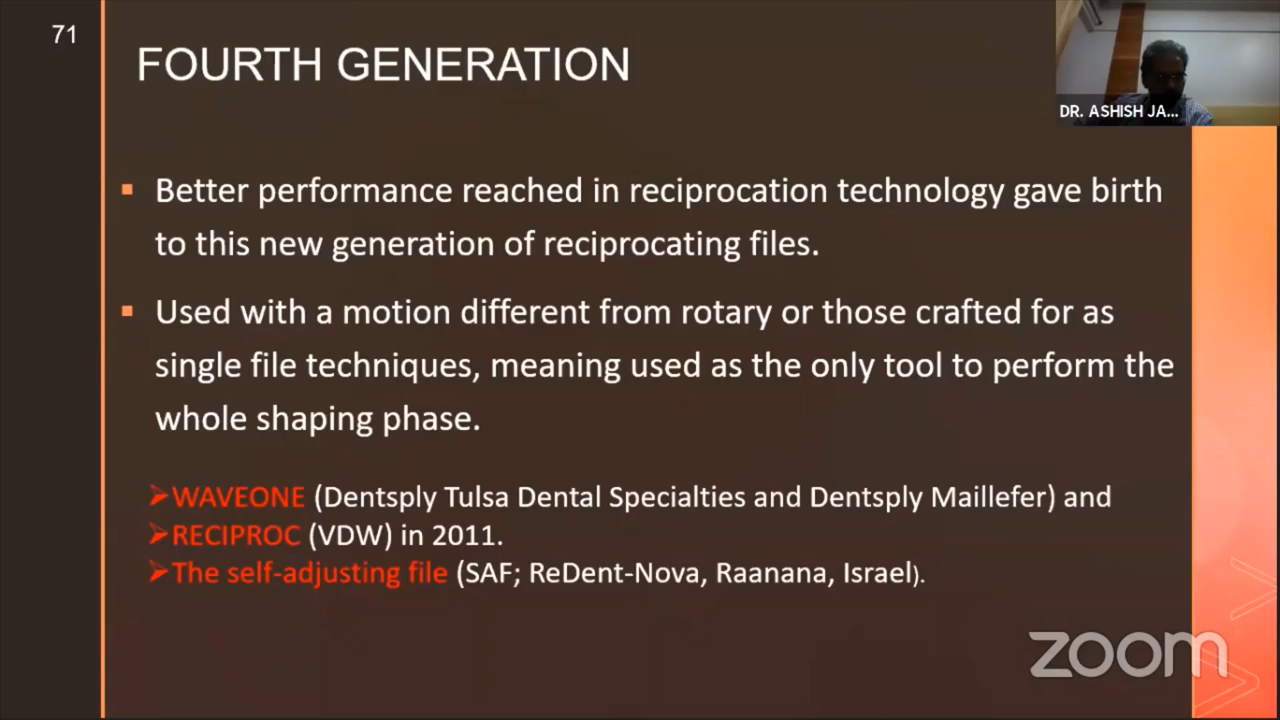 71
FOURTH GENERATION
DR. ASHISH JA...
▪ Better performance reached in reciprocation technology gave birth
to this new generation of reciprocating files.
▪ Used with a motion different from rotary or those crafted for as
single file techniques, meaning used as the only tool to perform the
whole shaping phase.
➢WAVEONE (Dentsply Tulsa Dental Specialties and Dentsply Maillefer) and
➢RECIPROC (VDW) in 2011.
➢The self-adjusting file (SAF; ReDent-Nova, Raanana, Israel).
zoom